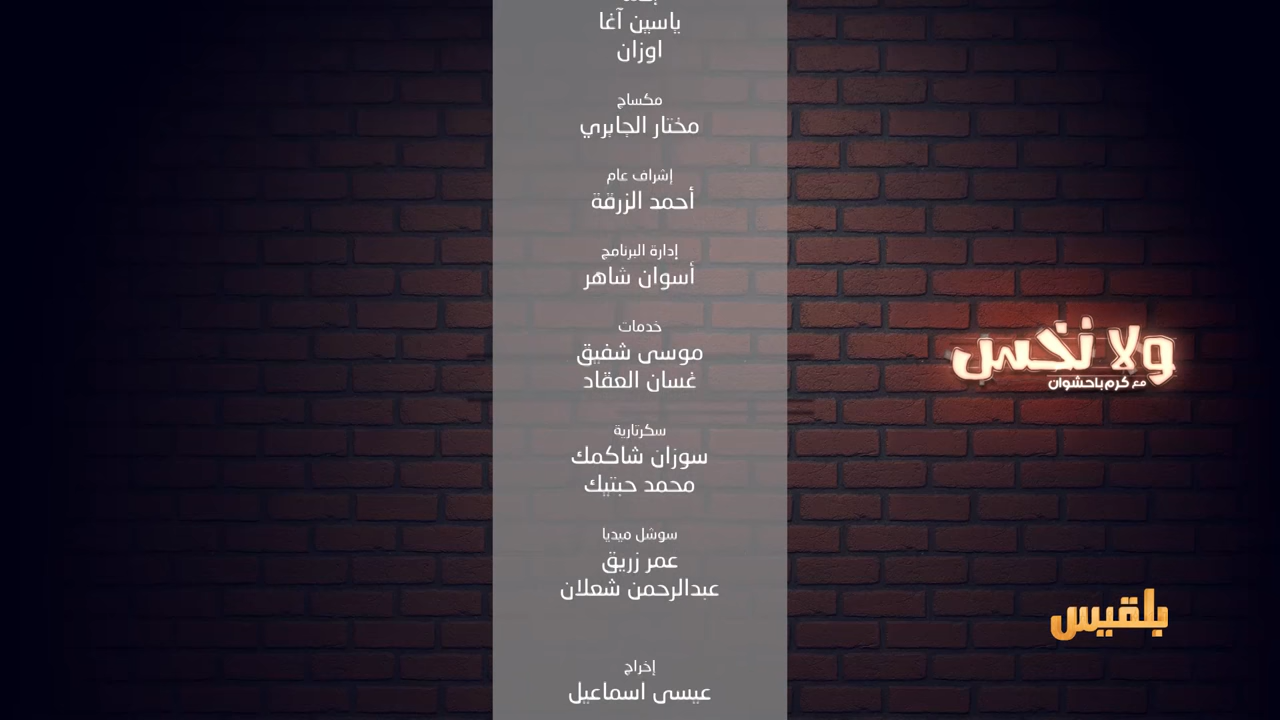 ياسين آغا
اوزان
مكساج
مختار الجابري
إشراف عام
أحمد الزرقة
إدارة البرنامج
أسوان شاهر
خدمات
موسى شفيق
غسان العقاد
سكرتارية
سوزان شاكمك
محمد حبتيك
سوشل ميديا
عمر زريق
عبدالرحمن شعلان
إخراج
عيسى اسماعيل
ولا نخس
مع كرم باحشوان
بلقيس